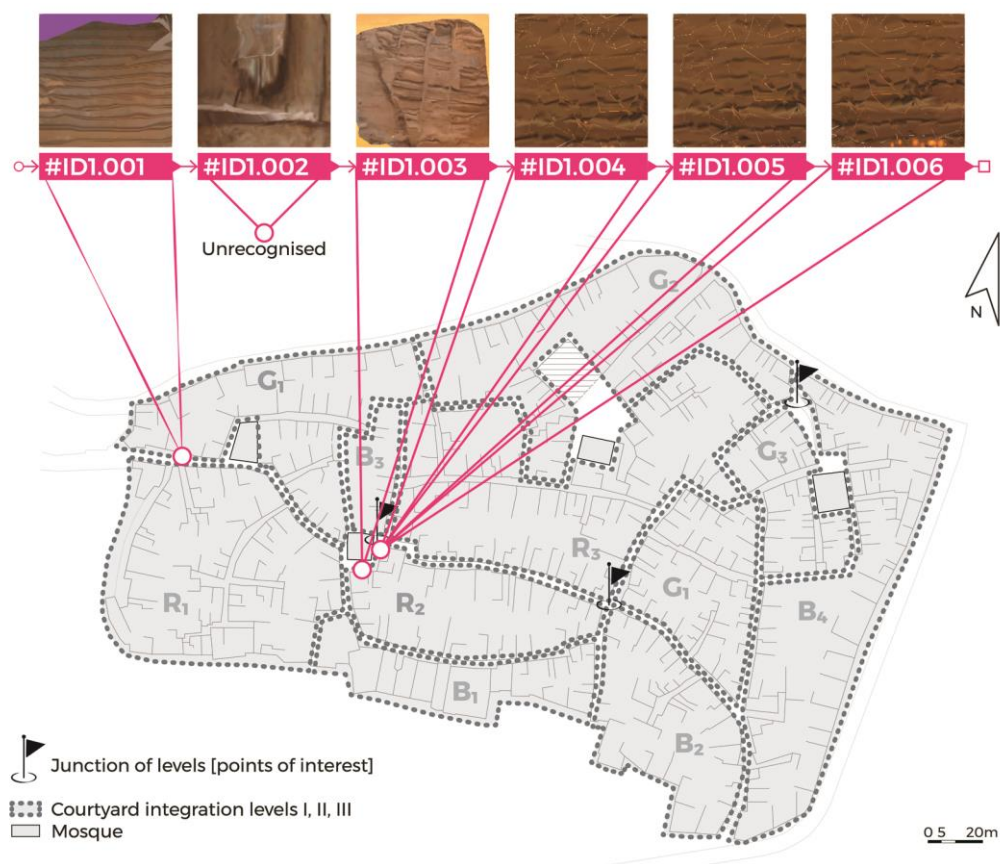 #ID1.001 #ID1.002 #ID1.003 #ID1.004 #ID1.005 #ID1.006
Unrecognised
N
G₂
G₁
B₃
G₃
R₃
R₁
R₂
G₁
B₄
B₁
B₂
Junction of levels [points of interest]
Courtyard integration levels I, II, III
Mosque
0 5 20m